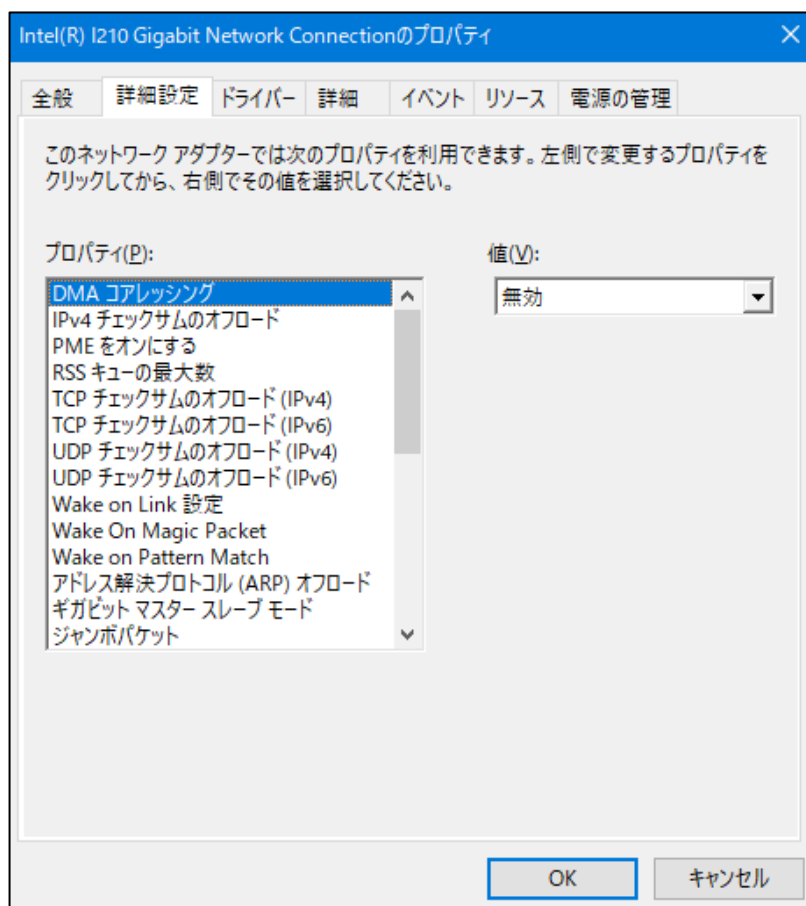 Intel(R) I210 Gigabit Network Connectionのプロパティ
全般 詳細設定 ドライバー 詳細 イベント リソース 電源の管理
このネットワーク アダプターでは次のプロパティを利用できます。左側で変更するプロパティを
クリックしてから、右側でその値を選択してください。
プロパティ(P): 値(V):
DMA コアレッシング 無効
IPv4 チェックサムのオフロード
PME をオンにする
RSS キューの最大数
TCP チェックサムのオフロード (IPv4)
TCP チェックサムのオフロード (IPv6)
UDP チェックサムのオフロード (IPv4)
UDP チェックサムのオフロード (IPv6)
Wake on Link 設定
Wake On Magic Packet
Wake on Pattern Match
アドレス解決プロトコル (ARP) オフロード
ギガビット マスター スレーブ モード
ジャンボパケット
OK キャンセル